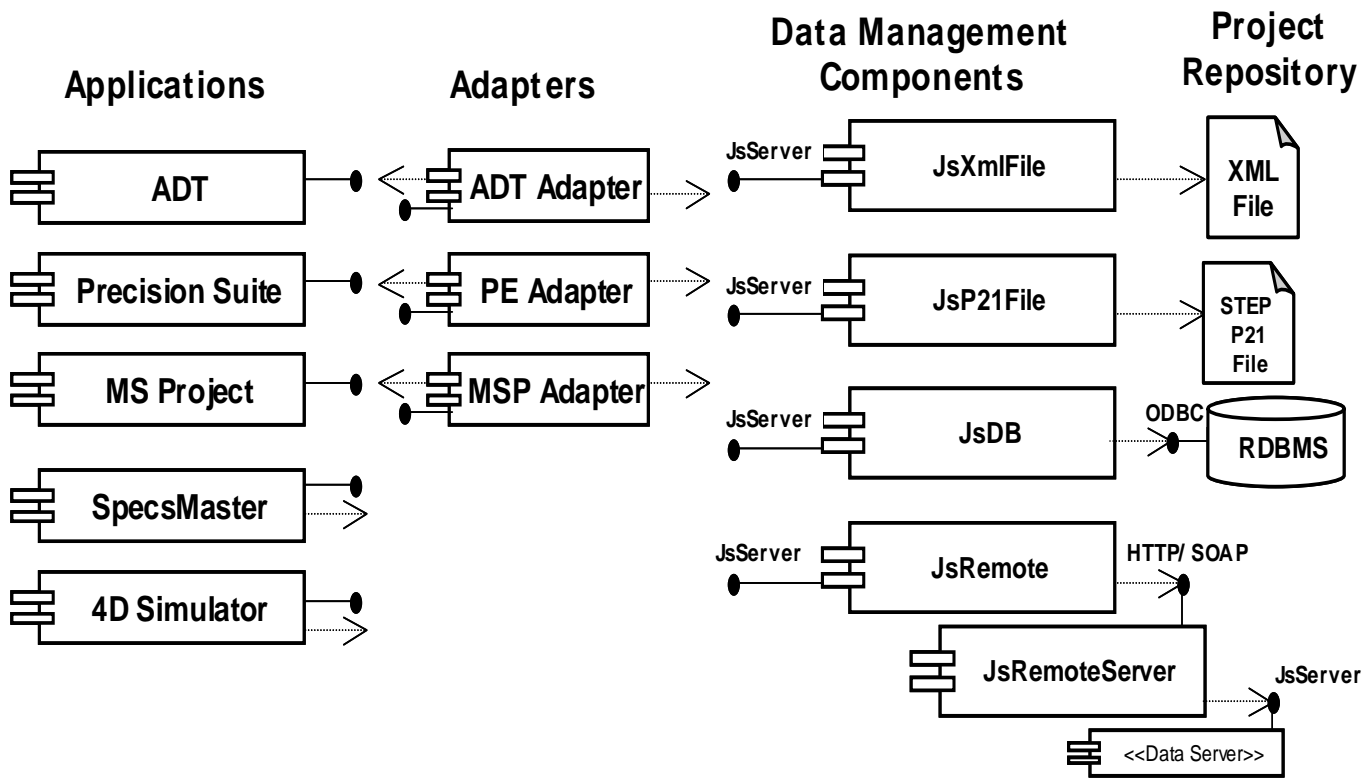 Applications
Adapters
Data Management
Components
Project
Repository
ADT
ADT Adapter
JsServer
JsXmlFile
XML
File
Precision Suite
PE Adapter
JsServer
JsP21File
STEP
P21
File
MS Project
MSP Adapter
JsServer
JsDB
ODBC
RDBMS
SpecsMaster
JsServer
JsRemote
HTTP/ SOAP
4D Simulator
JsRemoteServer
JsServer
<<Data Server>>